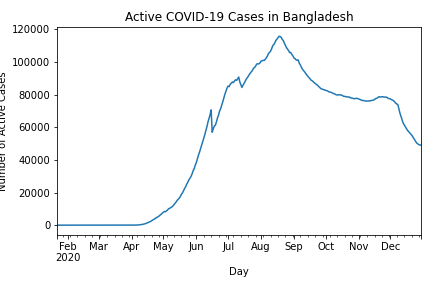 Active COVID-19 Cases in Bangladesh
Number of Active Cases
120000
100000
80000
60000
40000
20000
0
Feb Mar Apr May Jun Jul Aug Sep Oct Nov Dec
2020
Day